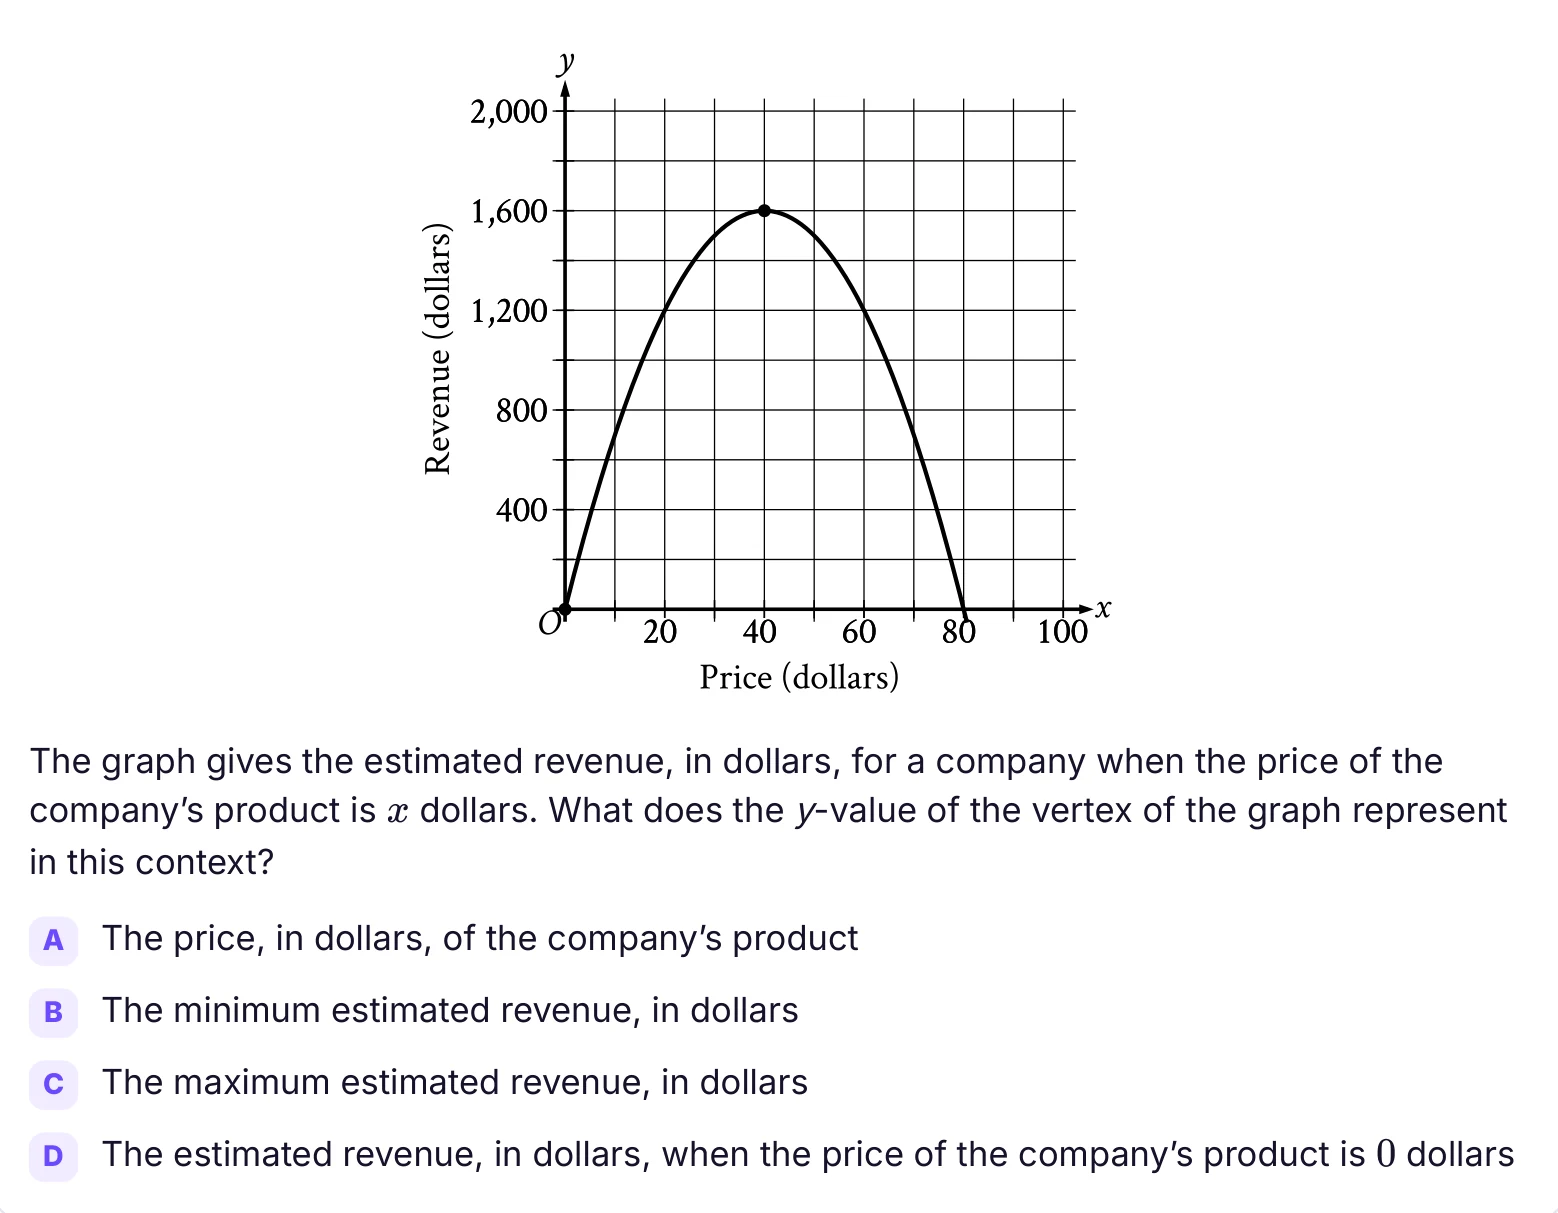 y
2,000
1,600
1,200
800
400
Revenue (dollars)
O
20 40 60 80 100 x
Price (dollars)
The graph gives the estimated revenue, in dollars, for a company when the price of the
company’s product is x dollars. What does the y-value of the vertex of the graph represent
in this context?
A The price, in dollars, of the company’s product
B The minimum estimated revenue, in dollars
C The maximum estimated revenue, in dollars
D The estimated revenue, in dollars, when the price of the company’s product is 0 dollars